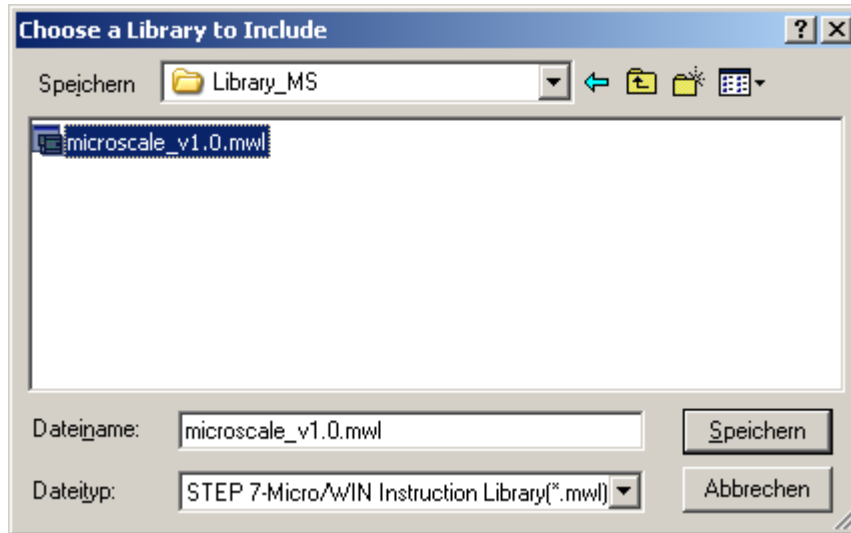 Choose a Library to Include
Speichern Library_MS
microscale_v1.0.mwl
Dateiname: microscale_v1.0.mwl Speichern
Dateityp: STEP 7-Micro/WIN Instruction Library(*.mwl) Abbrechen